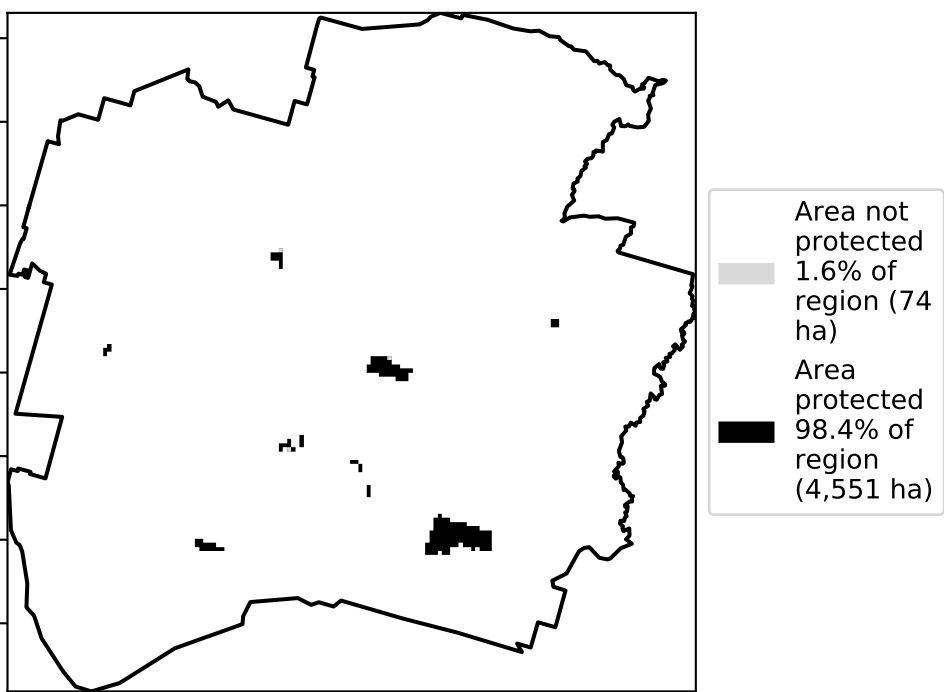 Area not
protected
1.6% of
region (74
ha)
Area
protected
98.4% of
region
(4,551 ha)